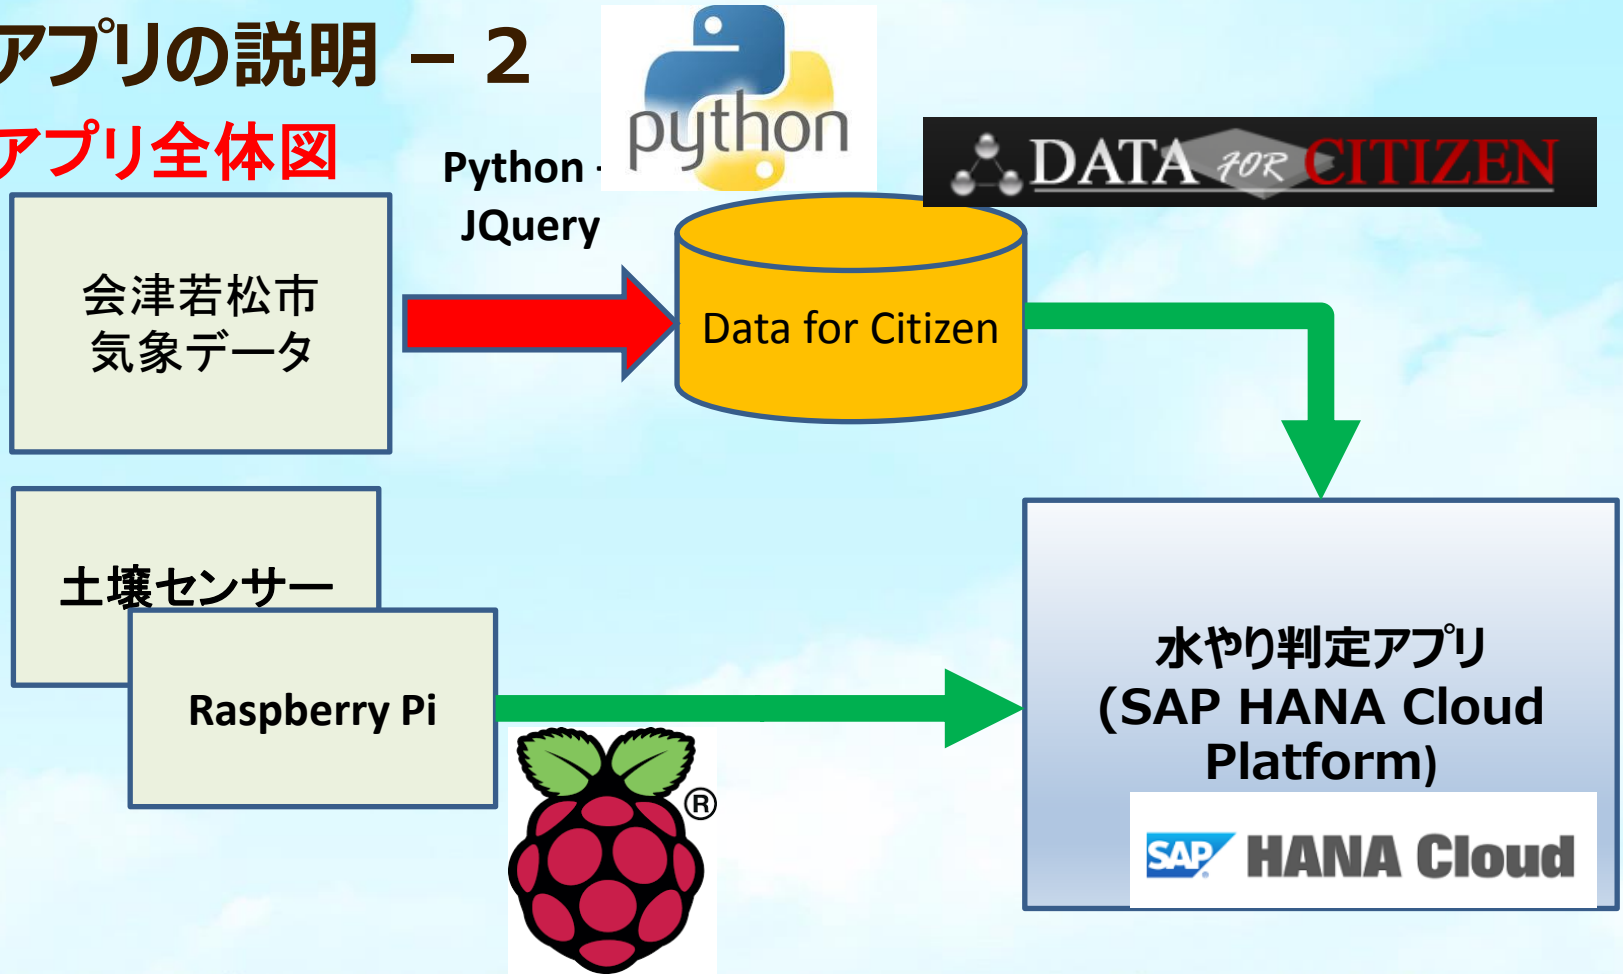 アプリの説明 – 2
アプリ全体図
python
Python -
JQuery
DATA FOR CITIZEN
会津若松市
気象データ
Data for Citizen
土壌センサー
Raspberry Pi
®
水やり判定アプリ
(SAP HANA Cloud
Platform)
SAP HANA Cloud